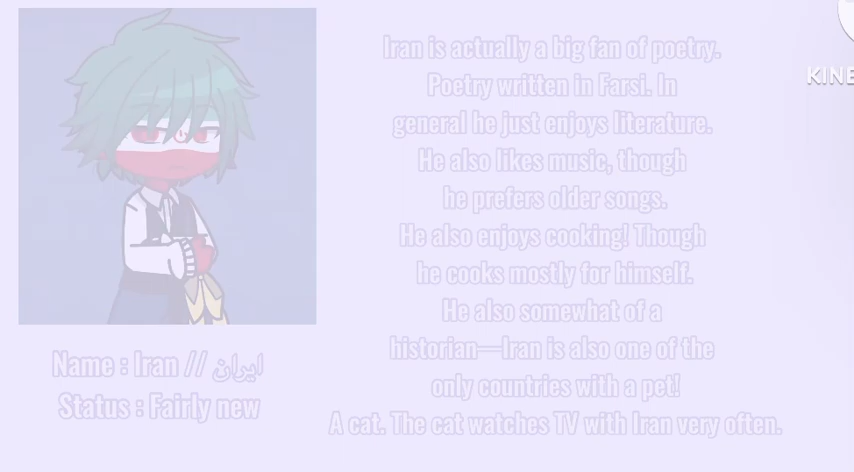 Iran is actually a big fan of poetry.
Poetry written in Farsi. In
general he just enjoys literature.
He also likes music, though
he prefers older songs.
He also enjoys cooking! Though
he cooks mostly for himself.
He also somewhat of a
historian—Iran is also one of the
only countries with a pet!
A cat. The cat watches TV with Iran very often.
Name : Iran // ایران
Status : Fairly new
KINE